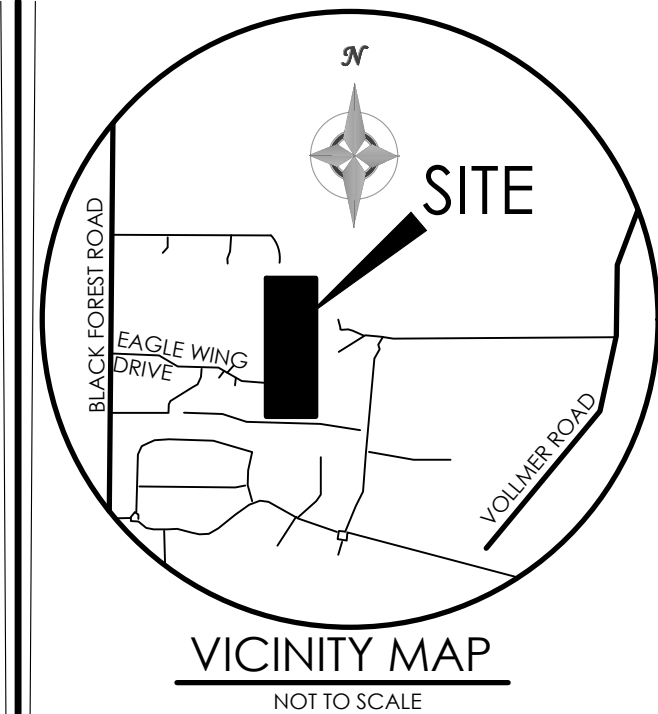 N
SITE
BLACK FOREST ROAD
EAGLE WING
DRIVE
VOLLMER ROAD
VICINITY MAP
NOT TO SCALE